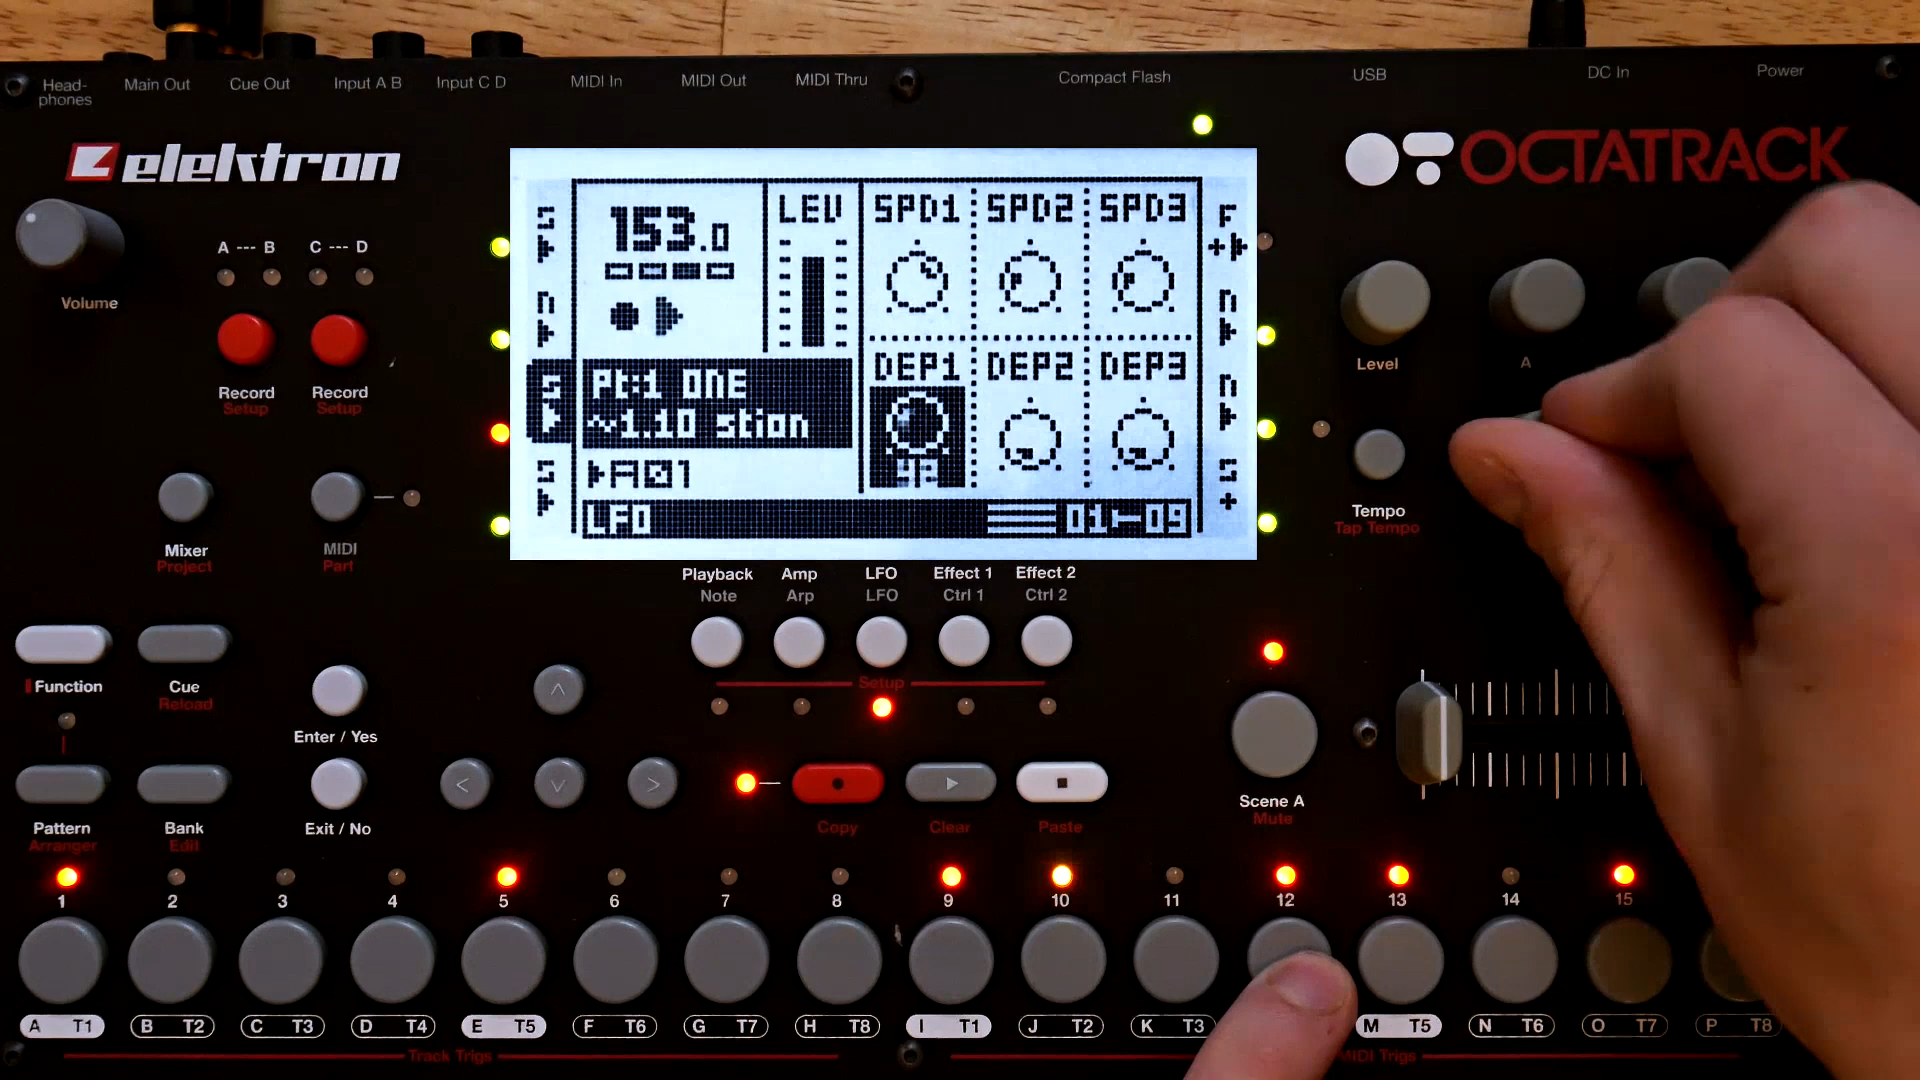 Head-
phones
Main Out
Cue Out
Input A B
Input C D
MIDI In
MIDI Out
MIDI Thru
Compact Flash
USB
DC In
Power
elektron
OCTATRACK
Volume
A --- B
C --- D
Record
Setup
Record
Setup
Mixer
Project
MIDI
Part
153.0
LEV
SPD1
SPD2
SPD3
DEP1
DEP2
DEP3
Pt:1 ONE
A01
LFO
Level
A
Tempo
Tap Tempo
Playback
Note
Amp
Arp
LFO
LFO
Effect 1
Ctrl 1
Effect 2
Ctrl 2
Setup
Function
Cue
Reload
Enter / Yes
Exit / No
Pattern
Arranger
Bank
Edit
Copy
Clear
Paste
Scene A
Mute
1
2
3
4
5
6
7
8
9
10
11
12
13
14
15
A T1
B T2
C T3
D T4
E T5
F T6
G T7
H T8
I T1
J T2
K T3
M T5
N T6
O T7
P T8
Track Trigs
MIDI Trigs